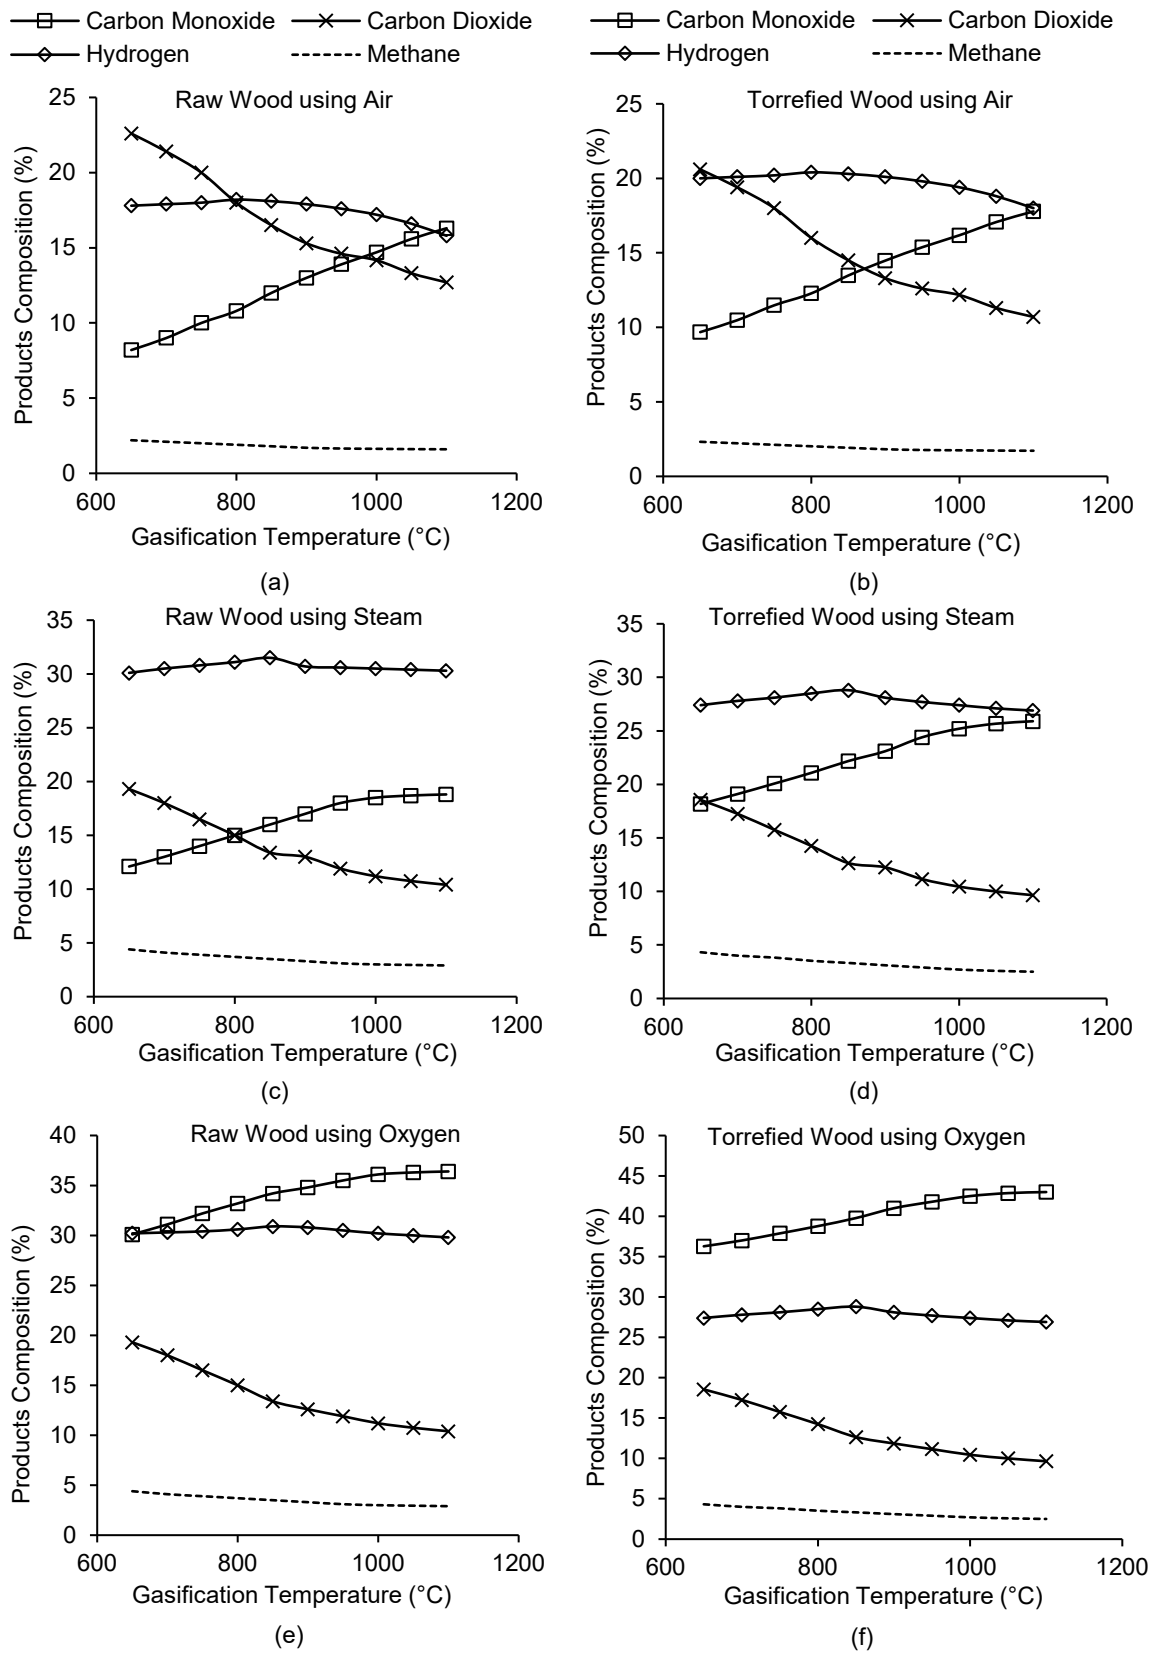 Carbon Monoxide Carbon Dioxide
Hydrogen Methane
Carbon Monoxide Carbon Dioxide
Hydrogen Methane
Raw Wood using Air
Products Composition (%)
25
20
15
10
5
0
600 800 1000 1200
Gasification Temperature (°C)
(a)
Torrefied Wood using Air
Products Composition (%)
25
20
15
10
5
0
600 800 1000 1200
Gasification Temperature (°C)
(b)
Raw Wood using Steam
Products Composition (%)
35
30
25
20
15
10
5
0
600 800 1000 1200
Gasification Temperature (°C)
(c)
Torrefied Wood using Steam
Products Composition (%)
35
30
25
20
15
10
5
0
600 800 1000 1200
Gasification Temperature (°C)
(d)
Raw Wood using Oxygen
Products Composition (%)
40
35
30
25
20
15
10
5
0
600 800 1000 1200
Gasification Temperature (°C)
(e)
Torrefied Wood using Oxygen
Products Composition (%)
50
45
40
35
30
25
20
15
10
5
0
600 800 1000 1200
Gasification Temperature (°C)
(f)